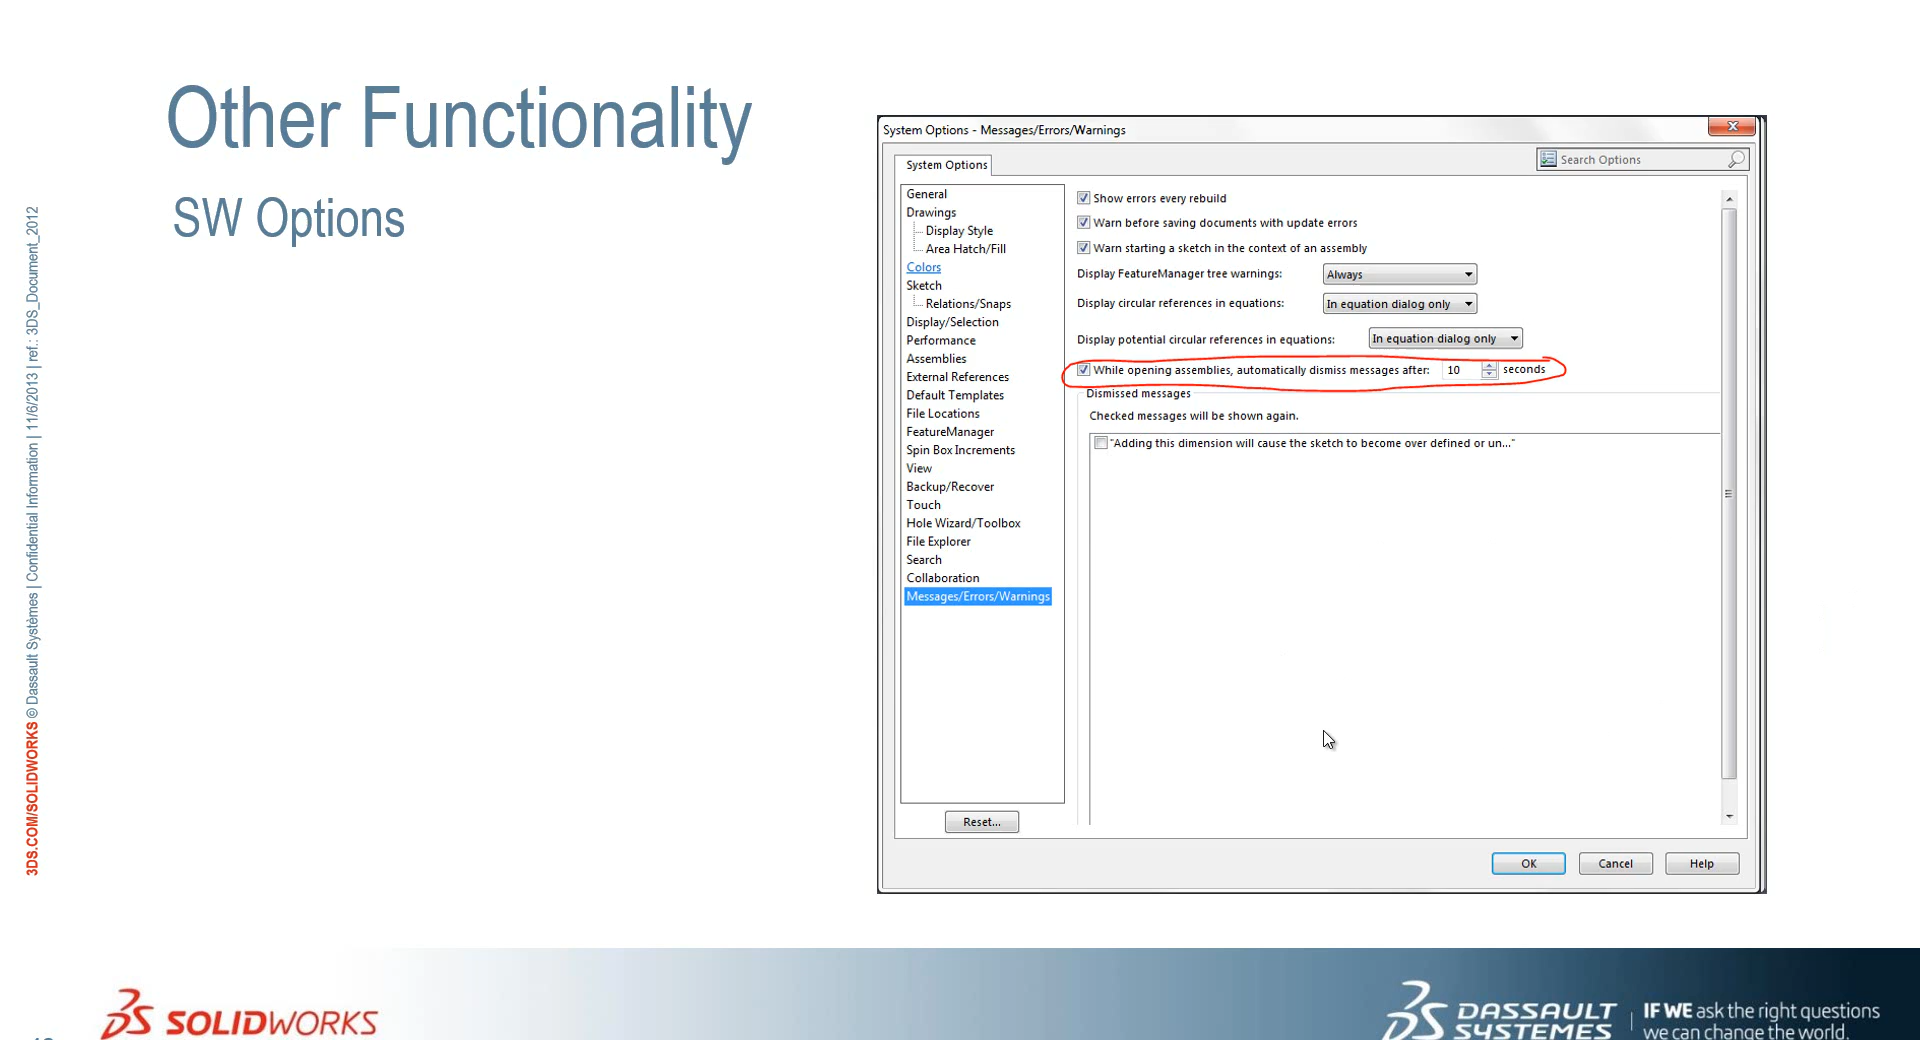 Other Functionality
SW Options
3DS.COM/SOLIDWORKS © Dassault Systèmes | Confidential Information | 11/6/2013 | ref.: 3DS_Document_2012
System Options - Messages/Errors/Warnings
System Options
Search Options
General
Drawings
Display Style
Area Hatch/Fill
Colors
Sketch
Relations/Snaps
Display/Selection
Performance
Assemblies
External References
Default Templates
File Locations
FeatureManager
Spin Box Increments
View
Backup/Recover
Touch
Hole Wizard/Toolbox
File Explorer
Search
Collaboration
Messages/Errors/Warnings
Reset...
Show errors every rebuild
Warn before saving documents with update errors
Warn starting a sketch in the context of an assembly
Display FeatureManager tree warnings: Always
Display circular references in equations: In equation dialog only
Display potential circular references in equations: In equation dialog only
While opening assemblies, automatically dismiss messages after: 10 seconds
Dismissed messages
Checked messages will be shown again.
"Adding this dimension will cause the sketch to become over defined or un..."
OK Cancel Help
SOLIDWORKS
DASSAULT
SYSTEMES
IF WE ask the right questions
we can change the world.